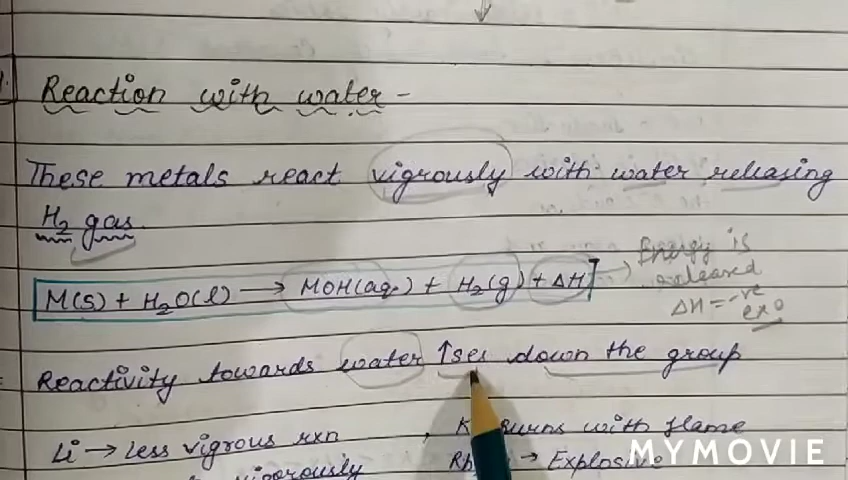 Reaction with water -
These metals react vigrously with water releasing
H2 gas.
M(s) + H2O(l) → MOH(aq.) + H2(g) + ΔH → Energy is
released
ΔH = -ve
exo
Reactivity towards water ↑ses down the group
Li → Less vigrous rxn , K Burns with flame
vigorously Rb → Explosive
MYMOVIE